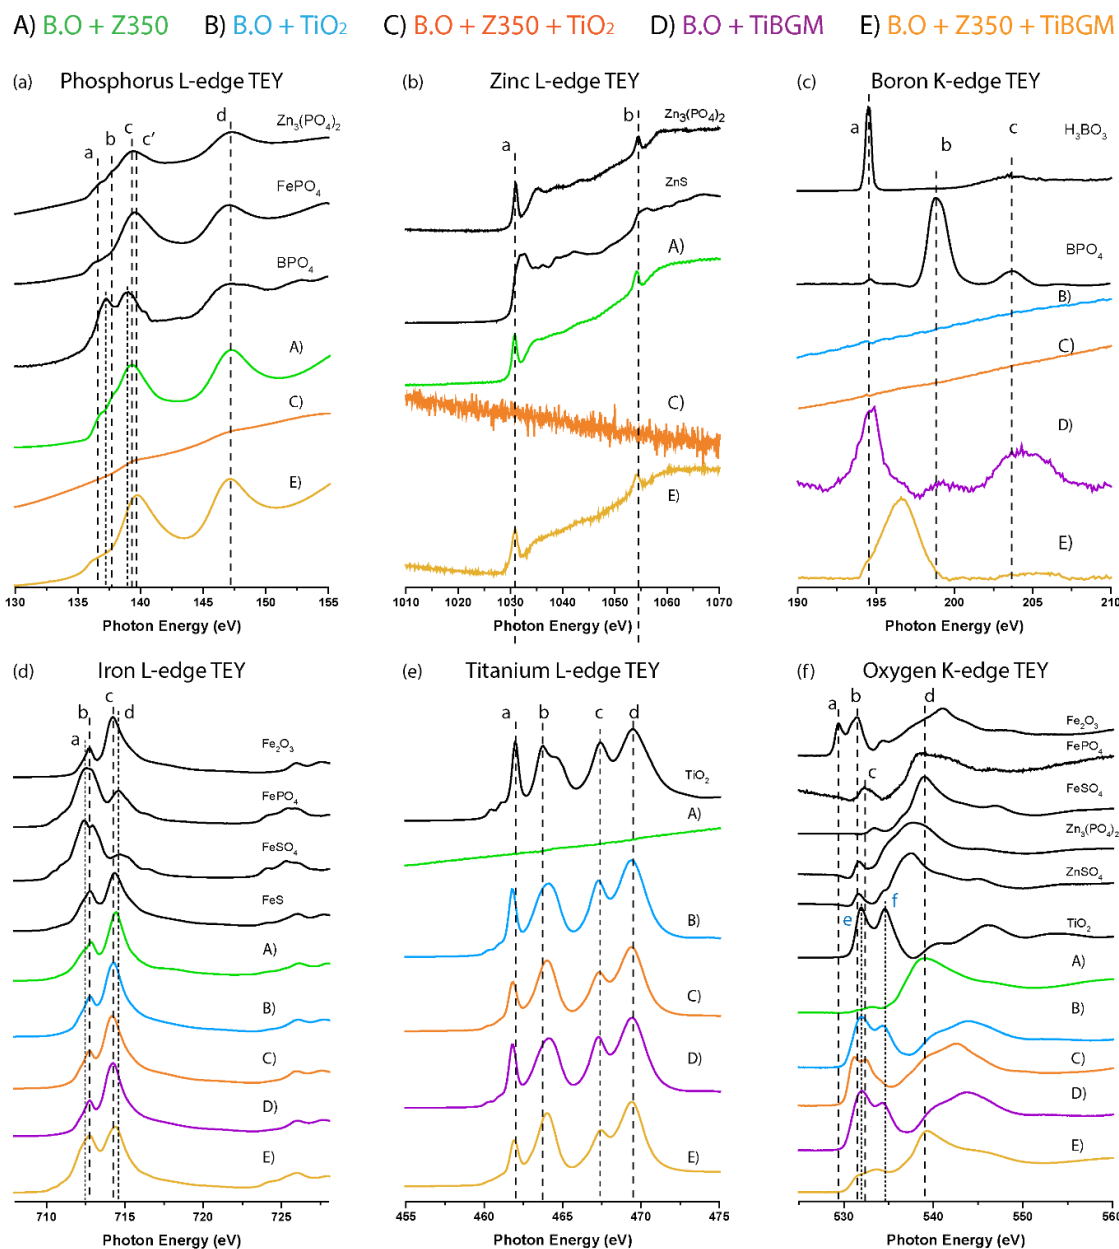 A) B.O + Z350 B) B.O + TiO2 C) B.O + Z350 + TiO2 D) B.O + TiBGM E) B.O + Z350 + TiBGM
(a) Phosphorus L-edge TEY
a b c c' d
Zn3(PO4)2
FePO4
BPO4
A)
C)
E)
130 135 140 145 150 155
Photon Energy (eV)
(b) Zinc L-edge TEY
a b
Zn3(PO4)2
ZnS
A)
C)
E)
1010 1020 1030 1040 1050 1060 1070
Photon Energy (eV)
(c) Boron K-edge TEY
a b c
H3BO3
BPO4
B)
C)
D)
E)
190 195 200 205 210
Photon Energy (eV)
(d) Iron L-edge TEY
a b c d
Fe2O3
FePO4
FeSO4
FeS
A)
B)
C)
D)
E)
710 715 720 725
Photon Energy (eV)
(e) Titanium L-edge TEY
a b c d
TiO2
A)
B)
C)
D)
E)
455 460 465 470 475
Photon Energy (eV)
(f) Oxygen K-edge TEY
a b c d
Fe2O3
FePO4
FeSO4
Zn3(PO4)2
ZnSO4
e f
TiO2
A)
B)
C)
D)
E)
530 540 550 560
Photon Energy (eV)